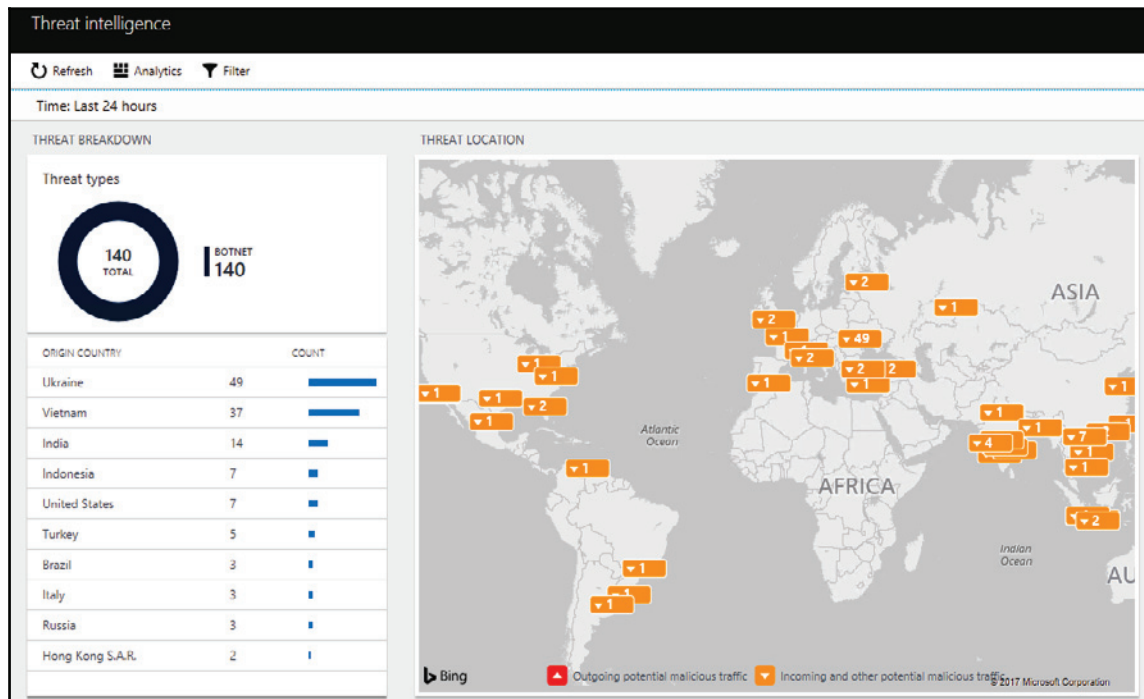 Threat intelligence
Refresh Analytics Filter
Time: Last 24 hours
THREAT BREAKDOWN
Threat types
140
TOTAL
BOTNET
140
ORIGIN COUNTRY COUNT
Ukraine 49
Vietnam 37
India 14
Indonesia 7
United States 7
Turkey 5
Brazil 3
Italy 3
Russia 3
Hong Kong S.A.R. 2
THREAT LOCATION
2
ASIA
1
2
1
49
2
2
2
1
1
1
1
1
1
2
1
1
1
1
4
7
1
1
Atlantic
Ocean
1
AFRICA
2
Indian
Ocean
AU
1
1
1
Bing
Outgoing potential malicious traffic
Incoming and other potential malicious traffic
© 2017 Microsoft Corporation